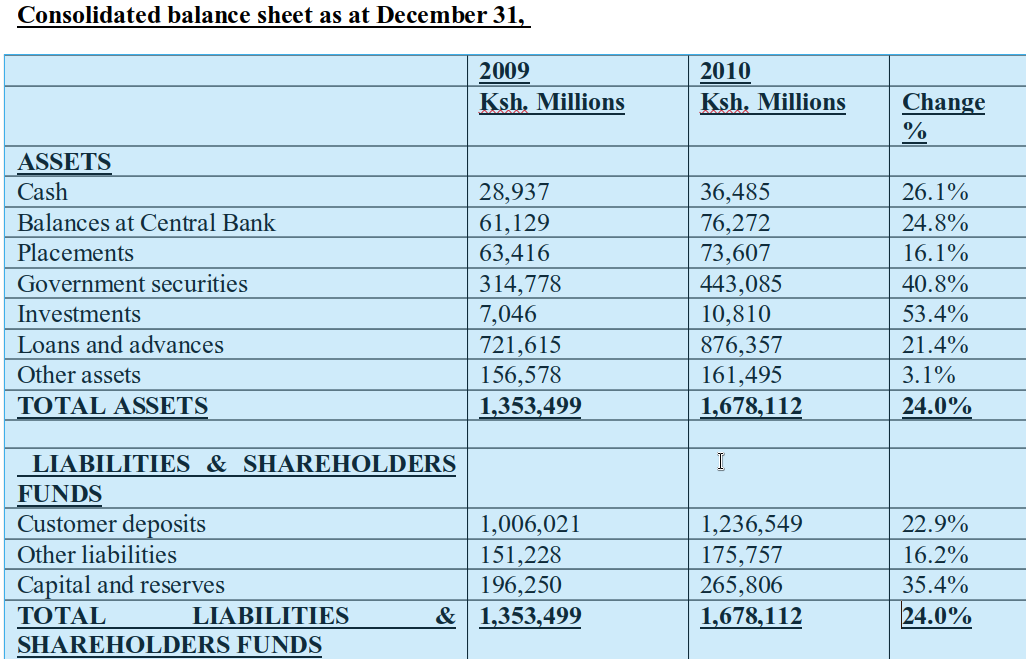 Consolidated balance sheet as at December 31,
2009 2010
Ksh. Millions Ksh. Millions Change
%
ASSETS
Cash 28,937 36,485 26.1%
Balances at Central Bank 61,129 76,272 24.8%
Placements 63,416 73,607 16.1%
Government securities 314,778 443,085 40.8%
Investments 7,046 10,810 53.4%
Loans and advances 721,615 876,357 21.4%
Other assets 156,578 161,495 3.1%
TOTAL ASSETS 1,353,499 1,678,112 24.0%
LIABILITIES & SHAREHOLDERS
FUNDS
Customer deposits 1,006,021 1,236,549 22.9%
Other liabilities 151,228 175,757 16.2%
Capital and reserves 196,250 265,806 35.4%
TOTAL LIABILITIES & 1,353,499 1,678,112 24.0%
SHAREHOLDERS FUNDS